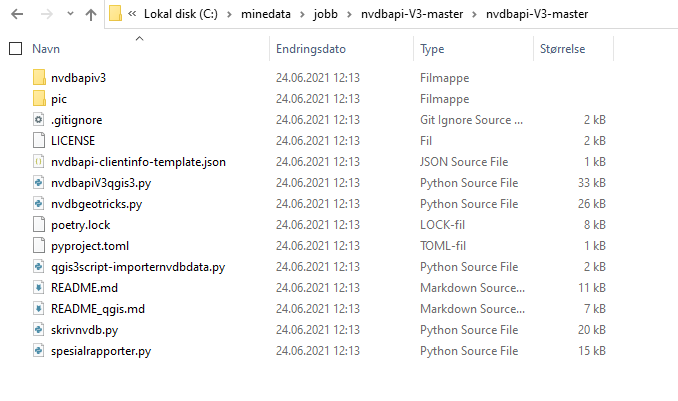 Lokal disk (C:) > minedata > jobb > nvdbapi-V3-master > nvdbapi-V3-master
Navn Endringsdato Type Størrelse
nvdbapiv3 24.06.2021 12:13 Filmappe
pic 24.06.2021 12:13 Filmappe
.gitignore 24.06.2021 12:13 Git Ignore Source ... 2 kB
LICENSE 24.06.2021 12:13 Fil 2 kB
nvdbapi-clientinfo-template.json 24.06.2021 12:13 JSON Source File 1 kB
nvdbapiV3qgis3.py 24.06.2021 12:13 Python Source File 33 kB
nvdbgeotricks.py 24.06.2021 12:13 Python Source File 26 kB
poetry.lock 24.06.2021 12:13 LOCK-fil 8 kB
pyproject.toml 24.06.2021 12:13 TOML-fil 1 kB
qgis3script-importernvdbdata.py 24.06.2021 12:13 Python Source File 2 kB
README.md 24.06.2021 12:13 Markdown Source... 11 kB
README_qgis.md 24.06.2021 12:13 Markdown Source... 7 kB
skrivnvdb.py 24.06.2021 12:13 Python Source File 20 kB
spesialrapporter.py 24.06.2021 12:13 Python Source File 15 kB